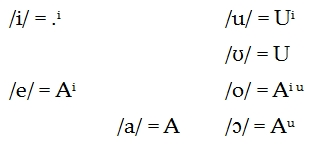 /i/ = .ⁱ /u/ = Uⁱ
/ʊ/ = U
/e/ = Aⁱ /o/ = Aⁱ ᵘ
/a/ = A /ɔ/ = Aᵘ